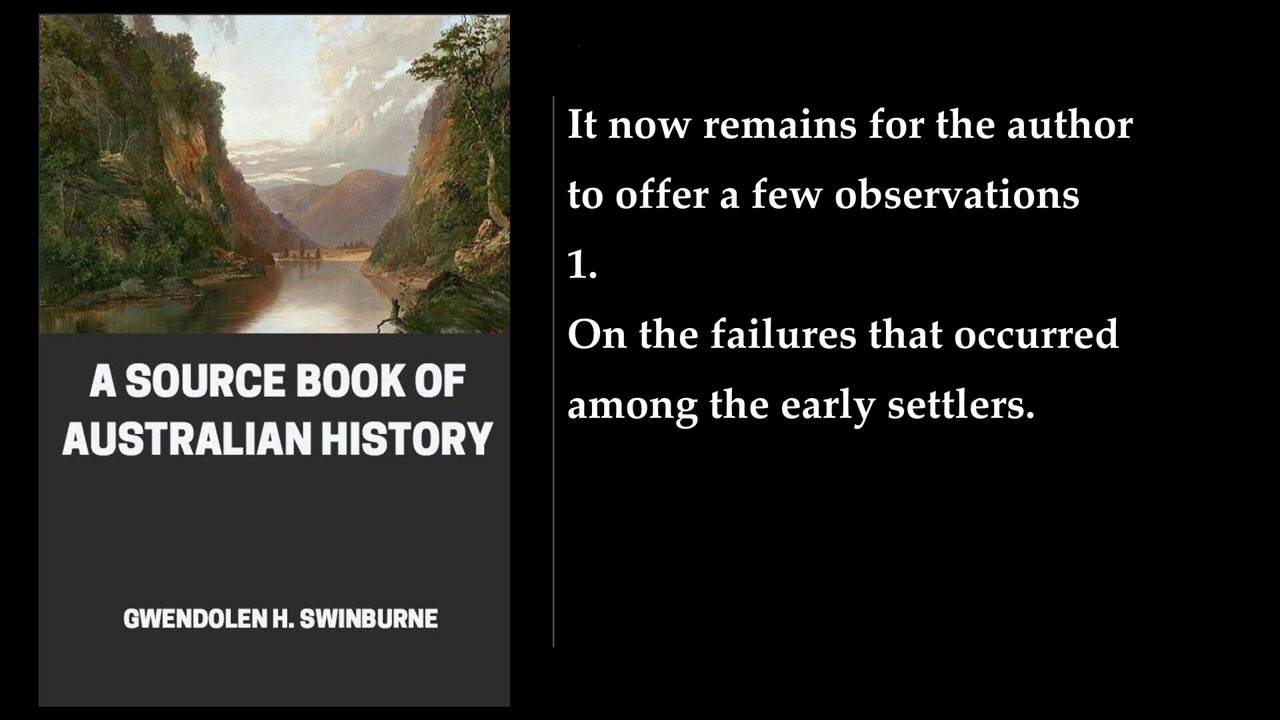 A SOURCE BOOK OF
AUSTRALIAN HISTORY
GWENDOLEN H. SWINBURNE
It now remains for the author
to offer a few observations
1.
On the failures that occurred
among the early settlers.